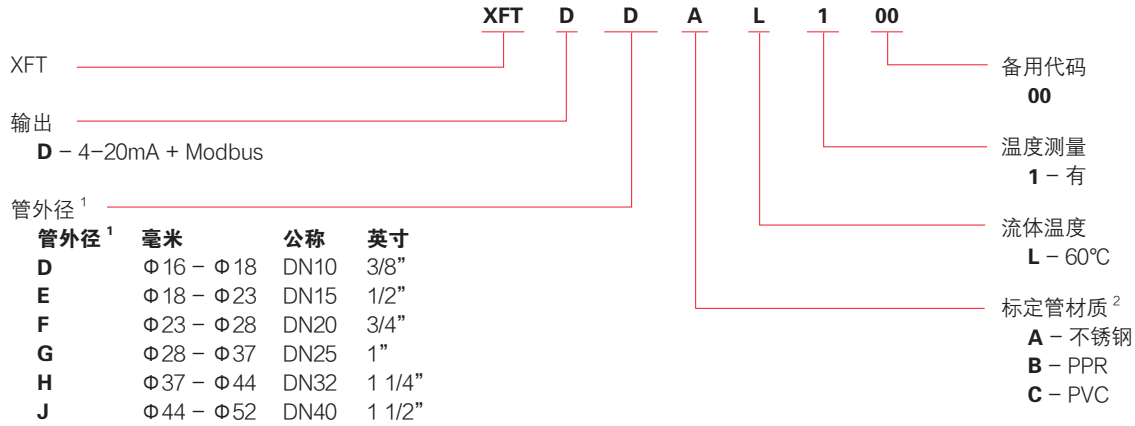 XFT D D A L 1 00
XFT
输出
D – 4–20mA + Modbus
管外径 1
管外径 1 毫米 公称 英寸
D Φ16 – Φ18 DN10 3/8”
E Φ18 – Φ23 DN15 1/2”
F Φ23 – Φ28 DN20 3/4”
G Φ28 – Φ37 DN25 1”
H Φ37 – Φ44 DN32 1 1/4”
J Φ44 – Φ52 DN40 1 1/2”
备用代码
00
温度测量
1 – 有
流体温度
L – 60℃
标定管材质 2
A – 不锈钢
B – PPR
C – PVC